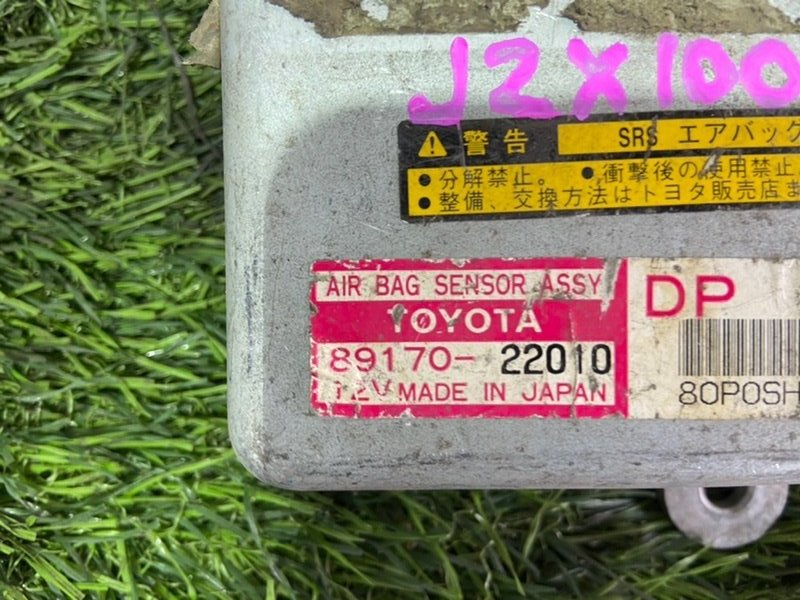 JZX100
警告 SRS エアバック
● 分解禁止。 ● 衝撃後の使用禁止
● 整備、交換方法はトヨタ販売店ま
AIR BAG SENSOR ASSY
TOYOTA
89170-22010
12V MADE IN JAPAN
DP
80P0SH